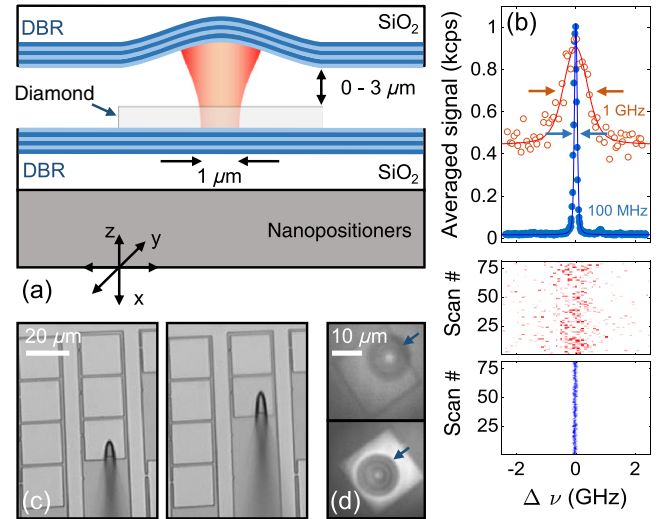 DBR
SiO2
Diamond
0 - 3 µm
DBR
SiO2
1 µm
Nanopositioners
z
y
x
(a)
(b)
Averaged signal (kcps)
1
0.8
0.6
0.4
0.2
0
1 GHz
100 MHz
Scan #
75
50
25
Scan #
75
50
25
-2
0
2
Δ ν (GHz)
20 µm
(c)
10 µm
(d)